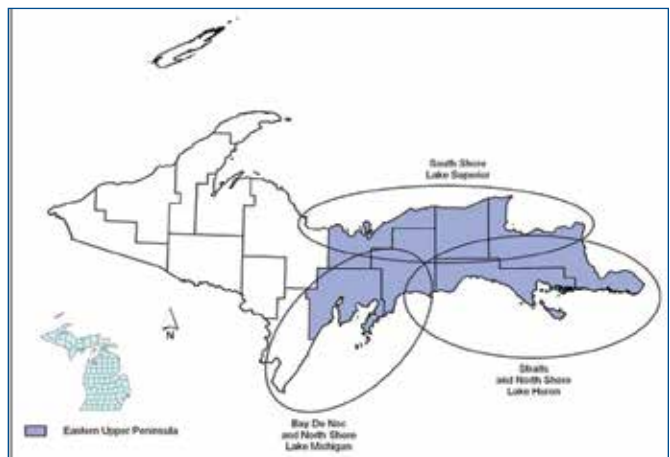 South Shore
Lake Superior
N
Straits
and North Shore
Lake Huron
Bay De Noc
and North Shore
Lake Michigan
Eastern Upper Peninsula